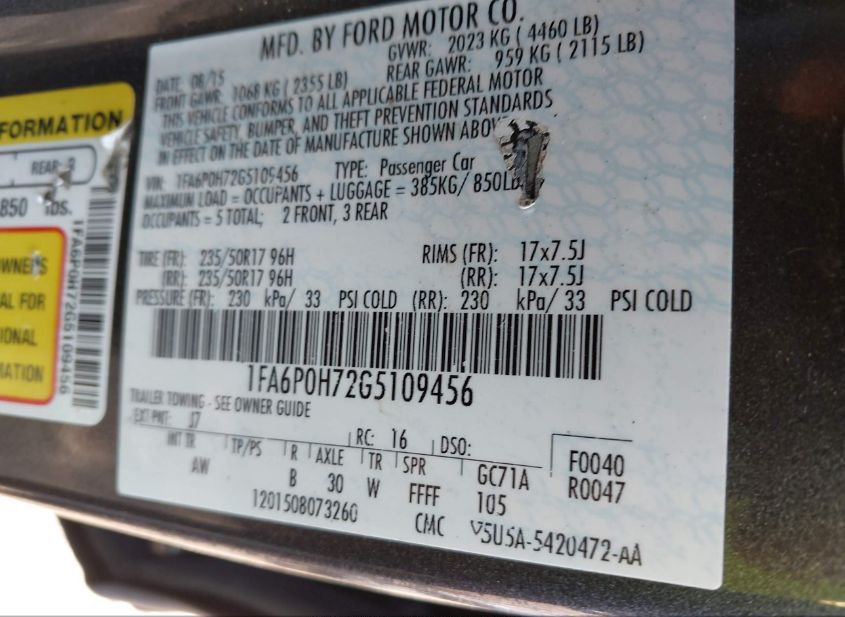 MFD. BY FORD MOTOR CO.
DATE: 08/15 GVWR: 2023 KG ( 4460 LB)
FRONT GAWR: 1068 KG ( 2355 LB) REAR GAWR: 959 KG ( 2115 LB)
THIS VEHICLE CONFORMS TO ALL APPLICABLE FEDERAL MOTOR
VEHICLE SAFETY, BUMPER, AND THEFT PREVENTION STANDARDS
IN EFFECT ON THE DATE OF MANUFACTURE SHOWN
VIN: 1FA6P0H72G5109456 TYPE: Passenger Car
MAXIMUM LOAD = OCCUPANTS + LUGGAGE = 385KG/ 850LB
OCCUPANTS = 5 TOTAL; 2 FRONT, 3 REAR
TIRE (FR): 235/50R17 96H RIMS (FR): 17x7.5J
(RR): 235/50R17 96H (RR): 17x7.5J
PRESSURE (FR): 230 kPa/ 33 PSI COLD (RR): 230 kPa/ 33 PSI COLD
1FA6P0H72G5109456
TRAILER TOWING - SEE OWNER GUIDE
EXT PNT: J7 RC: 16 DSO:
INT TR TP/PS R AXLE TR SPR GC71A F0040
AW B 30 W FFFF 105 R0047
1201508073260 CMC V5U5A-5420472-AA
FORMATION
REAR: 3
850 lbs.
OWNERS
AL FOR
IONAL
MATION
1FA6P0H72G5109456